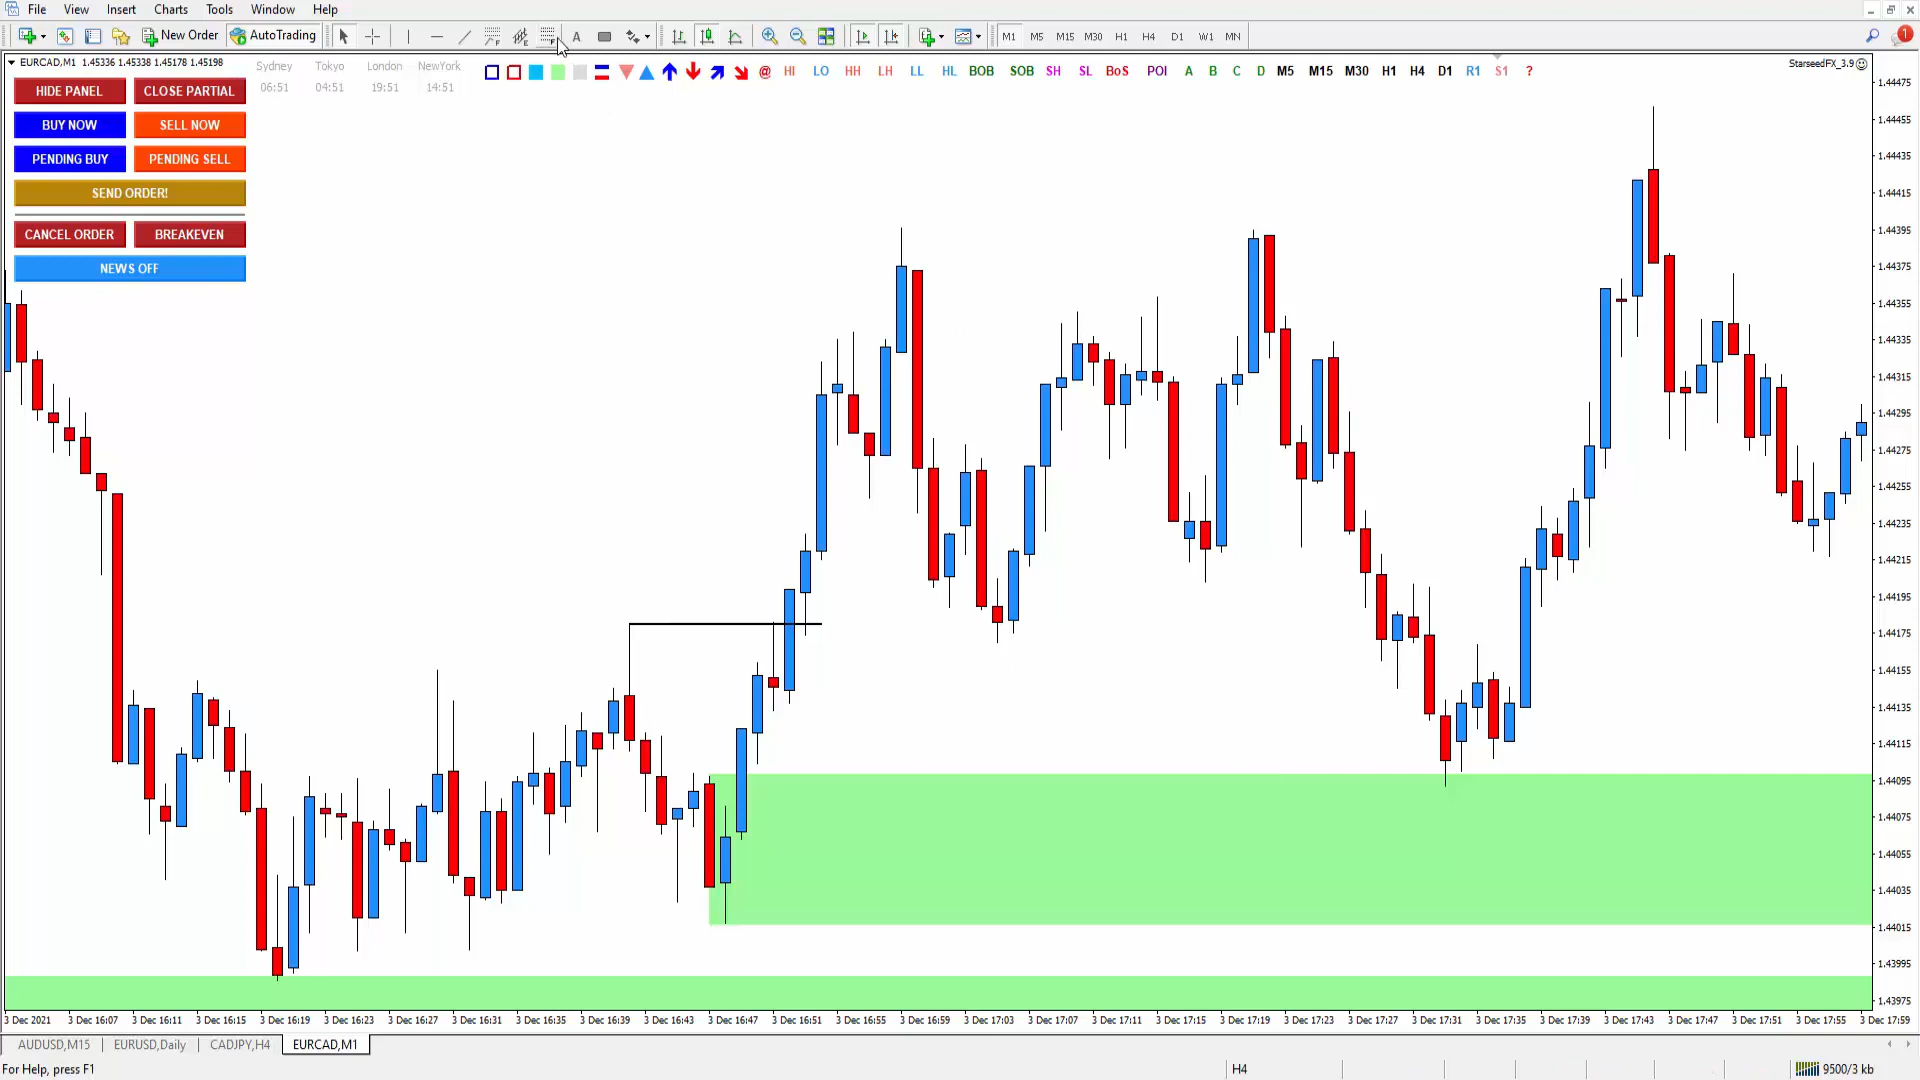 File View Insert Charts Tools Window Help
New Order AutoTrading A M1 M5 M15 M30 H1 H4 D1 W1 MN 1
EURCAD,M1 1.45336 1.45338 1.45178 1.45198
Sydney Tokyo London NewYork
06:51 04:51 19:51 14:51
@ HI LO HH LH LL HL BOB SOB SH SL BoS POI A B C D M5 M15 M30 H1 H4 D1 R1 S1 ?
StarseedFX_3.9
HIDE PANEL CLOSE PARTIAL
BUY NOW SELL NOW
PENDING BUY PENDING SELL
SEND ORDER!
CANCEL ORDER BREAKEVEN
NEWS OFF
1.44475
1.44455
1.44435
1.44415
1.44395
1.44375
1.44355
1.44335
1.44315
1.44295
1.44275
1.44255
1.44235
1.44215
1.44195
1.44175
1.44155
1.44135
1.44115
1.44095
1.44075
1.44055
1.44035
1.44015
1.43995
1.43975
3 Dec 2021 3 Dec 16:07 3 Dec 16:11 3 Dec 16:15 3 Dec 16:19 3 Dec 16:23 3 Dec 16:27 3 Dec 16:31 3 Dec 16:35 3 Dec 16:39 3 Dec 16:43 3 Dec 16:47 3 Dec 16:51 3 Dec 16:55 3 Dec 16:59 3 Dec 17:03 3 Dec 17:07 3 Dec 17:11 3 Dec 17:15 3 Dec 17:19 3 Dec 17:23 3 Dec 17:27 3 Dec 17:31 3 Dec 17:35 3 Dec 17:39 3 Dec 17:43 3 Dec 17:47 3 Dec 17:51 3 Dec 17:55 3 Dec 17:59
AUDUSD,M15 EURUSD,Daily CADJPY,H4 EURCAD,M1
For Help, press F1 H4 9500/3 kb